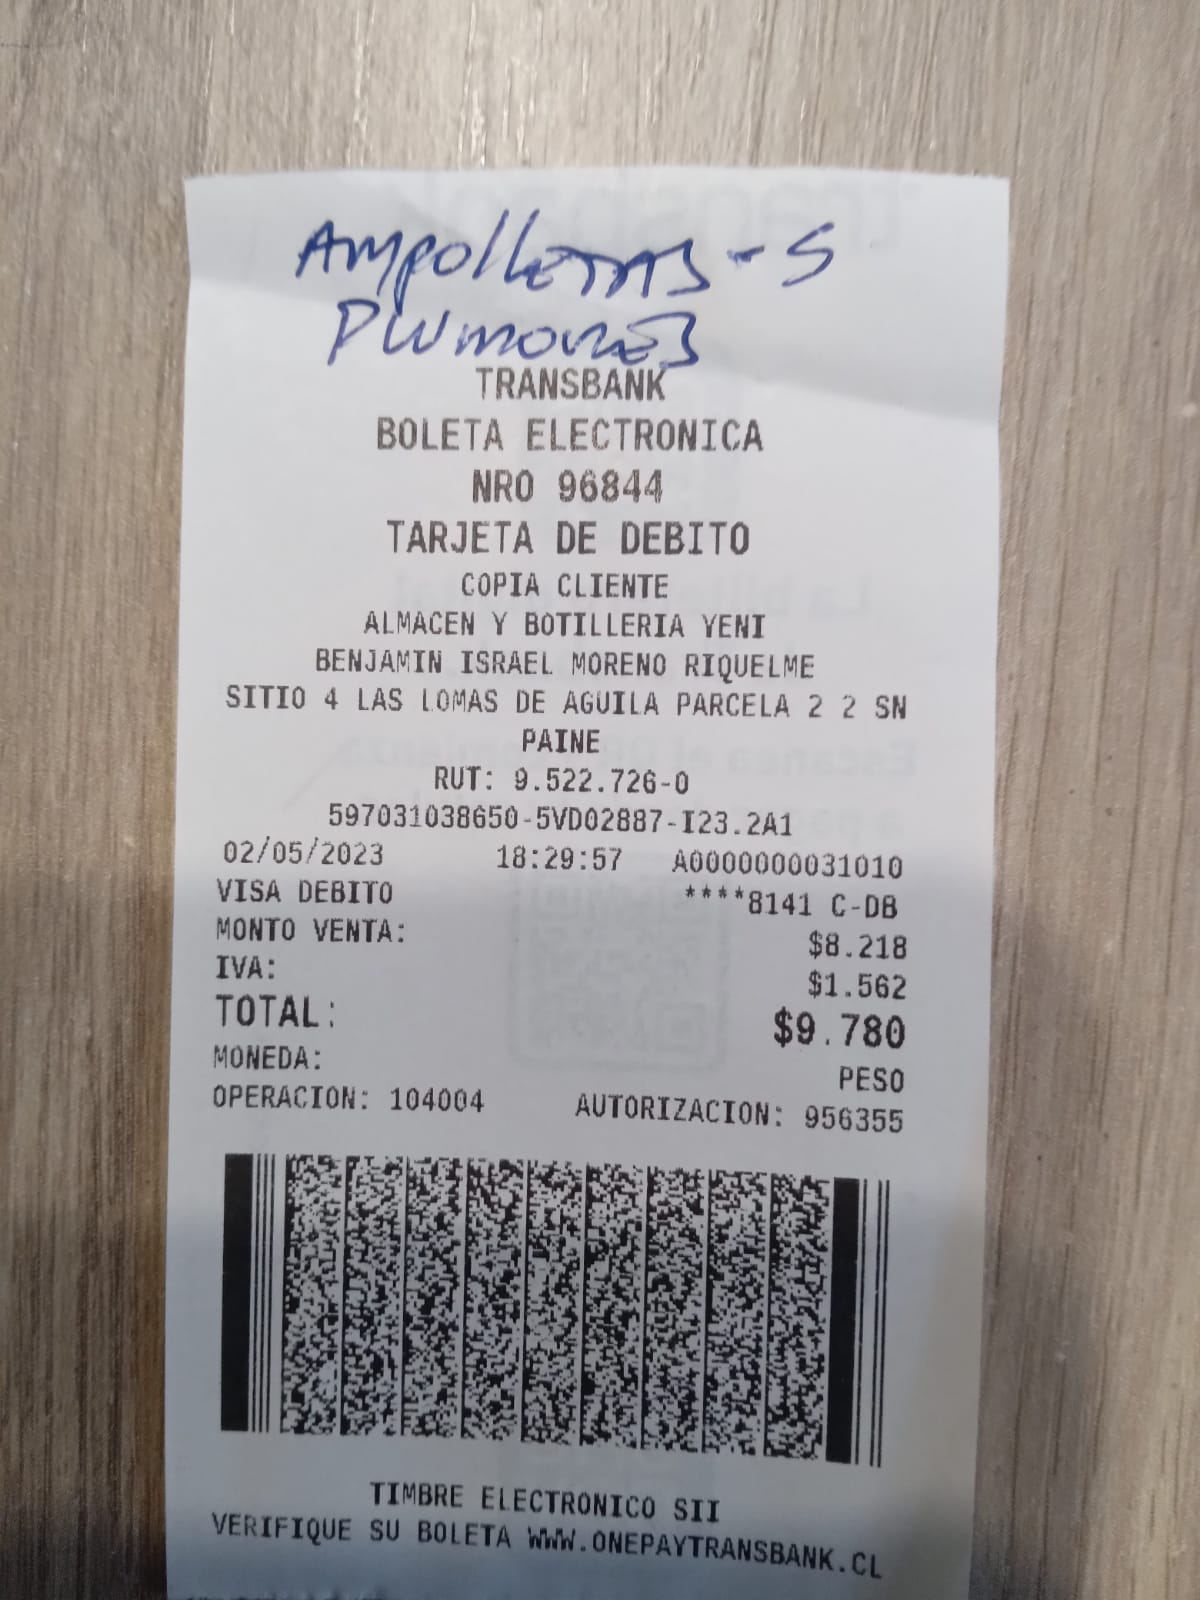 Ampolletas - S
Plumones
TRANSBANK
BOLETA ELECTRONICA
NRO 96844
TARJETA DE DEBITO
COPIA CLIENTE
ALMACEN Y BOTILLERIA YENI
BENJAMIN ISRAEL MORENO RIQUELME
SITIO 4 LAS LOMAS DE AGUILA PARCELA 2 2 SN
PAINE
RUT: 9.522.726-0
597031038650-5VD02887-I23.2A1
02/05/2023 18:29:57 A0000000031010
VISA DEBITO ****8141 C-DB
MONTO VENTA: $8.218
IVA: $1.562
TOTAL: $9.780
MONEDA: PESO
OPERACION: 104004 AUTORIZACION: 956355
TIMBRE ELECTRONICO SII
VERIFIQUE SU BOLETA WWW.ONEPAYTRANSBANK.CL